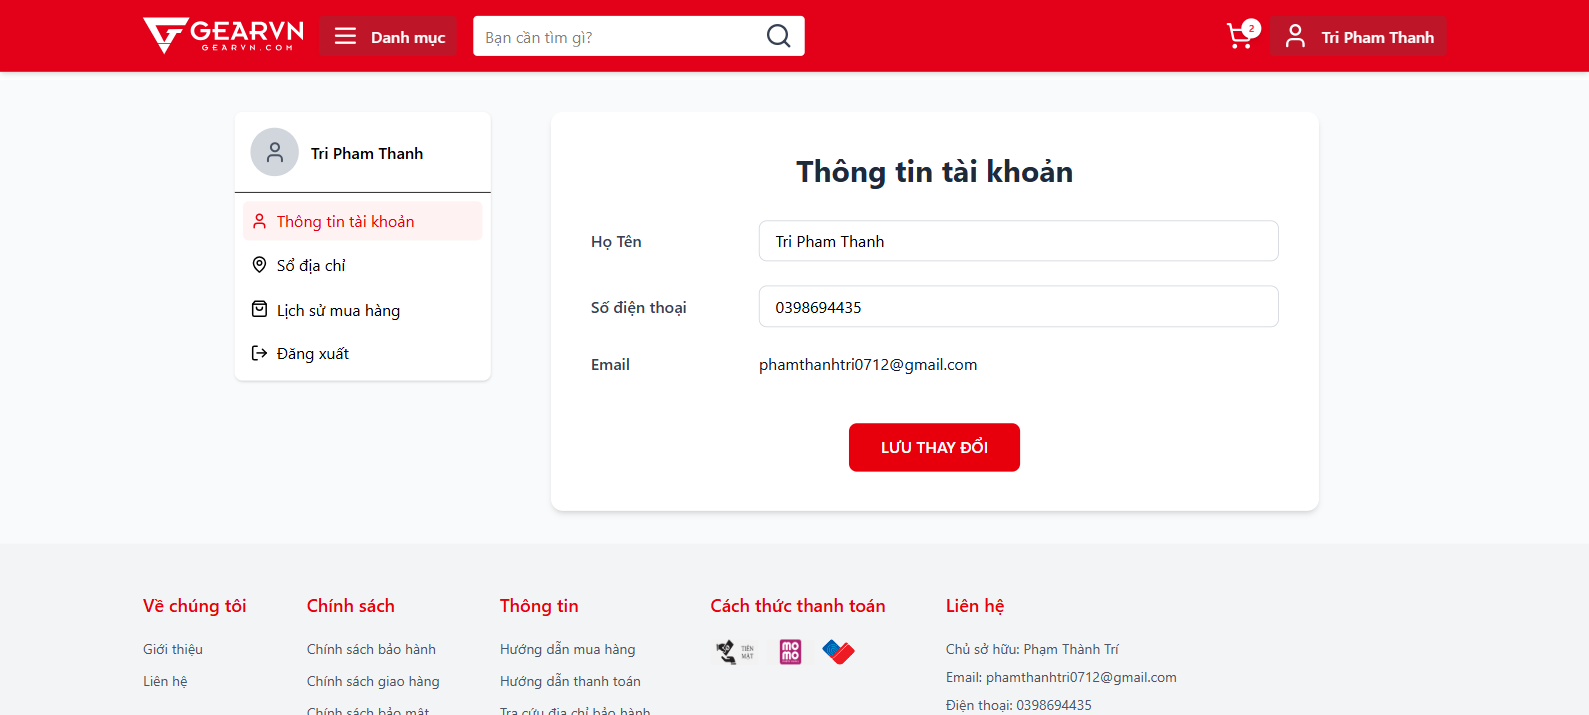 GEARVN
GEARVN.COM
Danh mục
Bạn cần tìm gì?
2
Tri Pham Thanh
Tri Pham Thanh
Thông tin tài khoản
Sổ địa chỉ
Lịch sử mua hàng
Đăng xuất
Thông tin tài khoản
Họ Tên
Tri Pham Thanh
Số điện thoại
0398694435
Email
phamthanhtri0712@gmail.com
LƯU THAY ĐỔI
Về chúng tôi
Giới thiệu
Liên hệ
Chính sách
Chính sách bảo hành
Chính sách giao hàng
Chính sách bảo mật
Thông tin
Hướng dẫn mua hàng
Hướng dẫn thanh toán
Tra cứu địa chỉ bảo hành
Cách thức thanh toán
TIỀN
MẶT
mo
mo
Liên hệ
Chủ sở hữu: Phạm Thành Trí
Email: phamthanhtri0712@gmail.com
Điện thoại: 0398694435